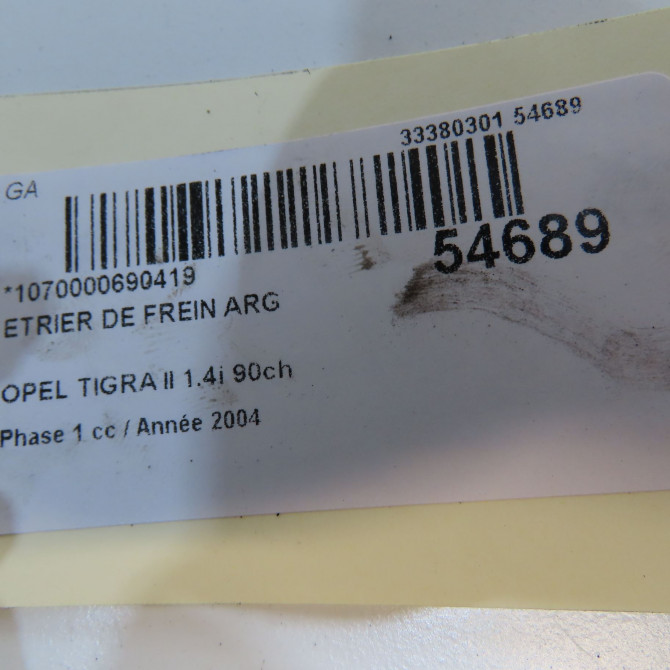 33380301 54689
GA
54689
*1070000690419
ETRIER DE FREIN ARG
OPEL TIGRA II 1.4i 90ch
Phase 1 cc / Année 2004